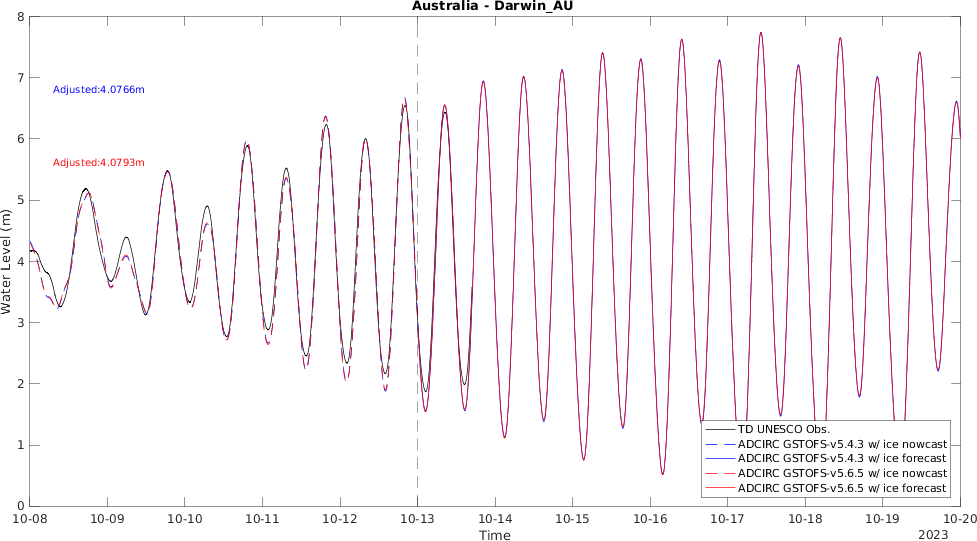 Australia - Darwin_AU
8
7
6
5
4
3
2
1
0
Water Level (m)
Adjusted:4.0766m
Adjusted:4.0793m
TD UNESCO Obs.
ADCIRC GSTOFS-v5.4.3 w/ ice nowcast
ADCIRC GSTOFS-v5.4.3 w/ ice forecast
ADCIRC GSTOFS-v5.6.5 w/ ice nowcast
ADCIRC GSTOFS-v5.6.5 w/ ice forecast
10-08 10-09 10-10 10-11 10-12 10-13 10-14 10-15 10-16 10-17 10-18 10-19 10-20
Time
2023